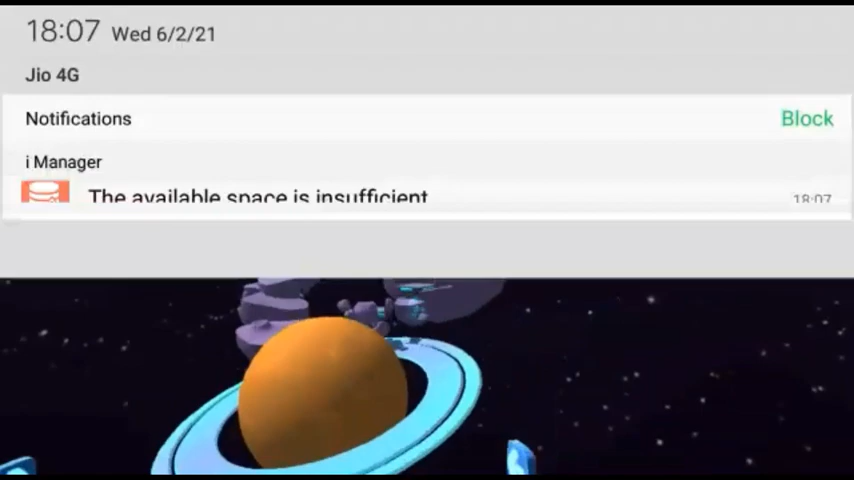 18:07 Wed 6/2/21
Jio 4G
Notifications Block
i Manager
The available space is insufficient 18:07